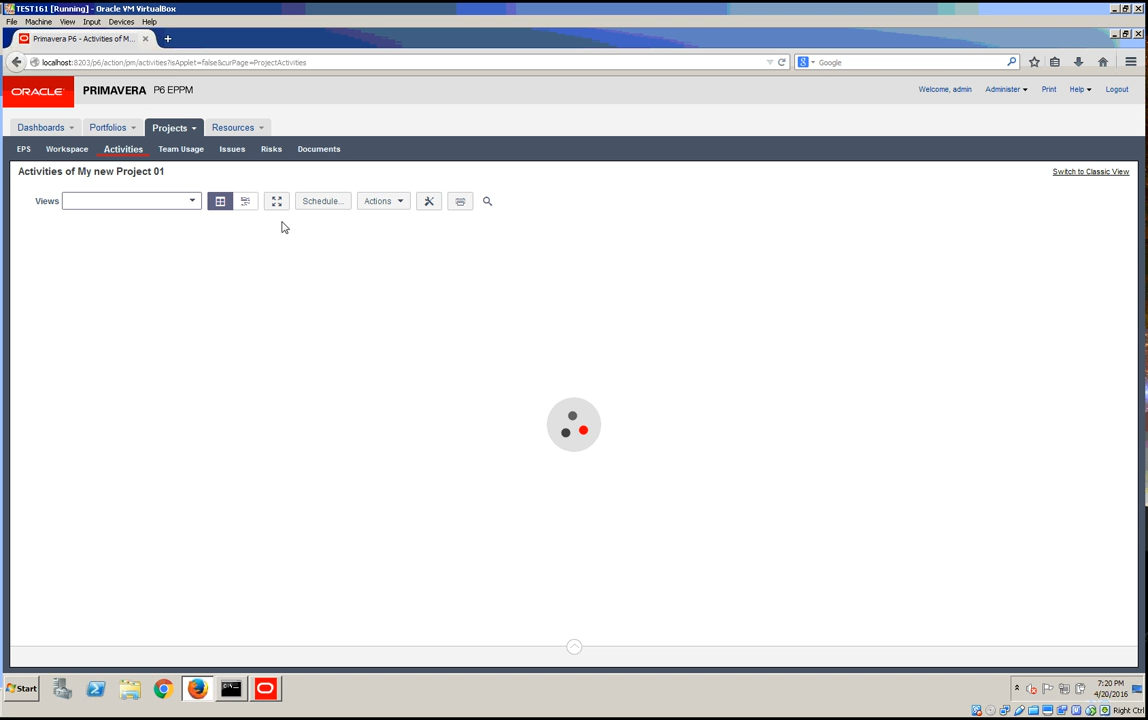 TEST161 [Running] - Oracle VM VirtualBox
File Machine View Input Devices Help
Primavera P6 - Activities of M...
localhost:8203/p6/action/pm/activities?isApplet=false&curPage=ProjectActivities
Google
ORACLE
PRIMAVERA P6 EPPM
Welcome, admin Administer Print Help Logout
Dashboards Portfolios Projects Resources
EPS Workspace Activities Team Usage Issues Risks Documents
Activities of My new Project 01
Switch to Classic View
Views
Schedule...
Actions
Start
7:20 PM
4/20/2016
Right Ctrl